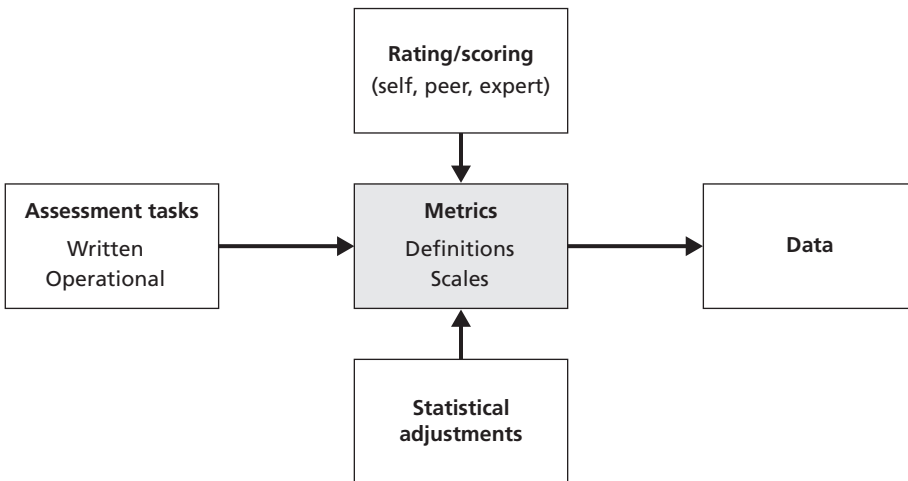 Rating/scoring
(self, peer, expert)
Assessment tasks
Written
Operational
Metrics
Definitions
Scales
Data
Statistical
adjustments